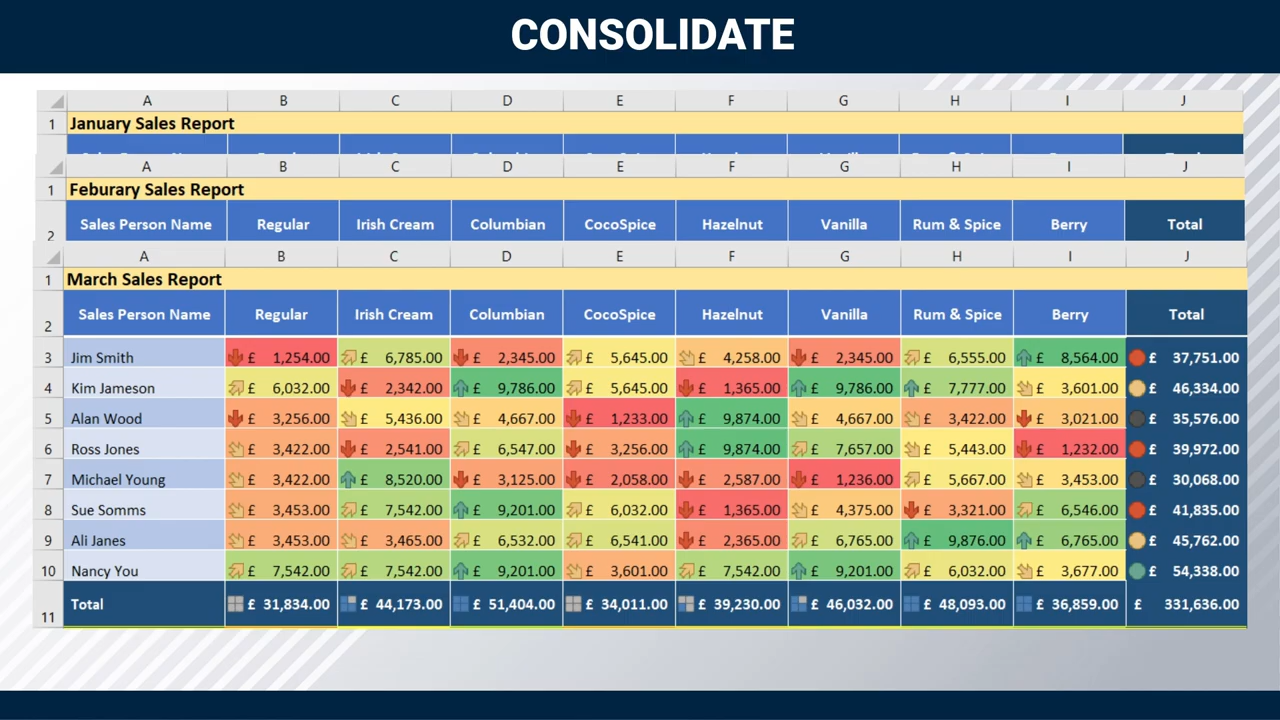 CONSOLIDATE
A B C D E F G H I J
1 January Sales Report
A B C D E F G H I J
1 Feburary Sales Report
2 Sales Person Name Regular Irish Cream Columbian CocoSpice Hazelnut Vanilla Rum & Spice Berry Total
A B C D E F G H I J
1 March Sales Report
2 Sales Person Name Regular Irish Cream Columbian CocoSpice Hazelnut Vanilla Rum & Spice Berry Total
3 Jim Smith £ 1,254.00 £ 6,785.00 £ 2,345.00 £ 5,645.00 £ 4,258.00 £ 2,345.00 £ 6,555.00 £ 8,564.00 £ 37,751.00
4 Kim Jameson £ 6,032.00 £ 2,342.00 £ 9,786.00 £ 5,645.00 £ 1,365.00 £ 9,786.00 £ 7,777.00 £ 3,601.00 £ 46,334.00
5 Alan Wood £ 3,256.00 £ 5,436.00 £ 4,667.00 £ 1,233.00 £ 9,874.00 £ 4,667.00 £ 3,422.00 £ 3,021.00 £ 35,576.00
6 Ross Jones £ 3,422.00 £ 2,541.00 £ 6,547.00 £ 3,256.00 £ 9,874.00 £ 7,657.00 £ 5,443.00 £ 1,232.00 £ 39,972.00
7 Michael Young £ 3,422.00 £ 8,520.00 £ 3,125.00 £ 2,058.00 £ 2,587.00 £ 1,236.00 £ 5,667.00 £ 3,453.00 £ 30,068.00
8 Sue Somms £ 3,453.00 £ 7,542.00 £ 9,201.00 £ 6,032.00 £ 1,365.00 £ 4,375.00 £ 3,321.00 £ 6,546.00 £ 41,835.00
9 Ali Janes £ 3,453.00 £ 3,465.00 £ 6,532.00 £ 6,541.00 £ 2,365.00 £ 6,765.00 £ 9,876.00 £ 6,765.00 £ 45,762.00
10 Nancy You £ 7,542.00 £ 7,542.00 £ 9,201.00 £ 3,601.00 £ 7,542.00 £ 9,201.00 £ 6,032.00 £ 3,677.00 £ 54,338.00
11 Total £ 31,834.00 £ 44,173.00 £ 51,404.00 £ 34,011.00 £ 39,230.00 £ 46,032.00 £ 48,093.00 £ 36,859.00 £ 331,636.00